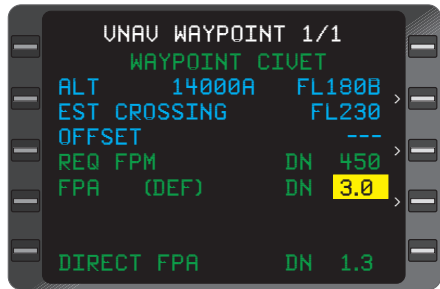 VNAV WAYPOINT 1/1
WAYPOINT CIVET
ALT 14000A FL180B >
EST CROSSING FL230
OFFSET --- >
REQ FPM DN 450
FPA (DEF) DN 3.0 >
DIRECT FPA DN 1.3